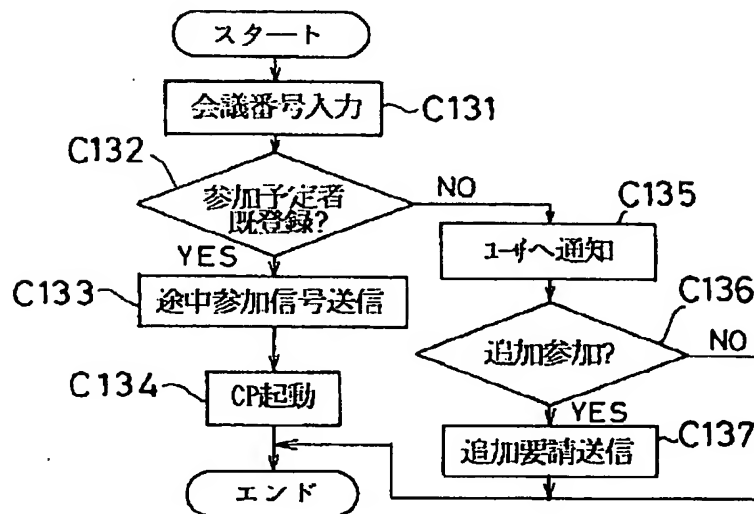 スタート
会議番号入力
C131
C132
参加予定者
既登録?
NO
YES
C133
途中参加信号送信
C134
CP起動
エンド
C135
ユーザへ通知
C136
追加参加?
NO
YES
C137
追加要請送信